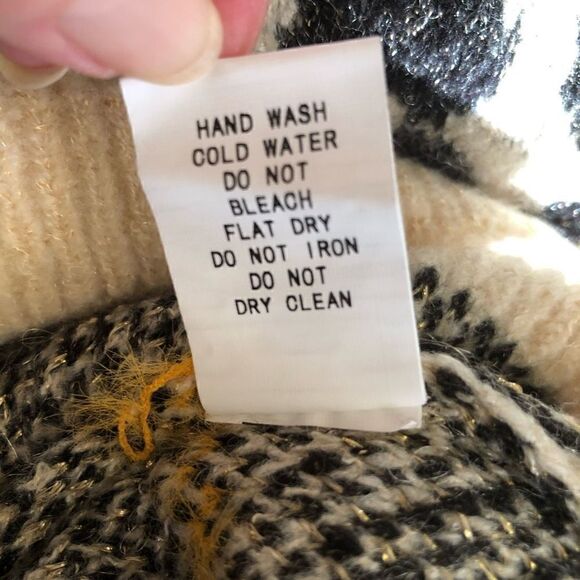 HAND WASH
COLD WATER
DO NOT
BLEACH
FLAT DRY
DO NOT IRON
DO NOT
DRY CLEAN